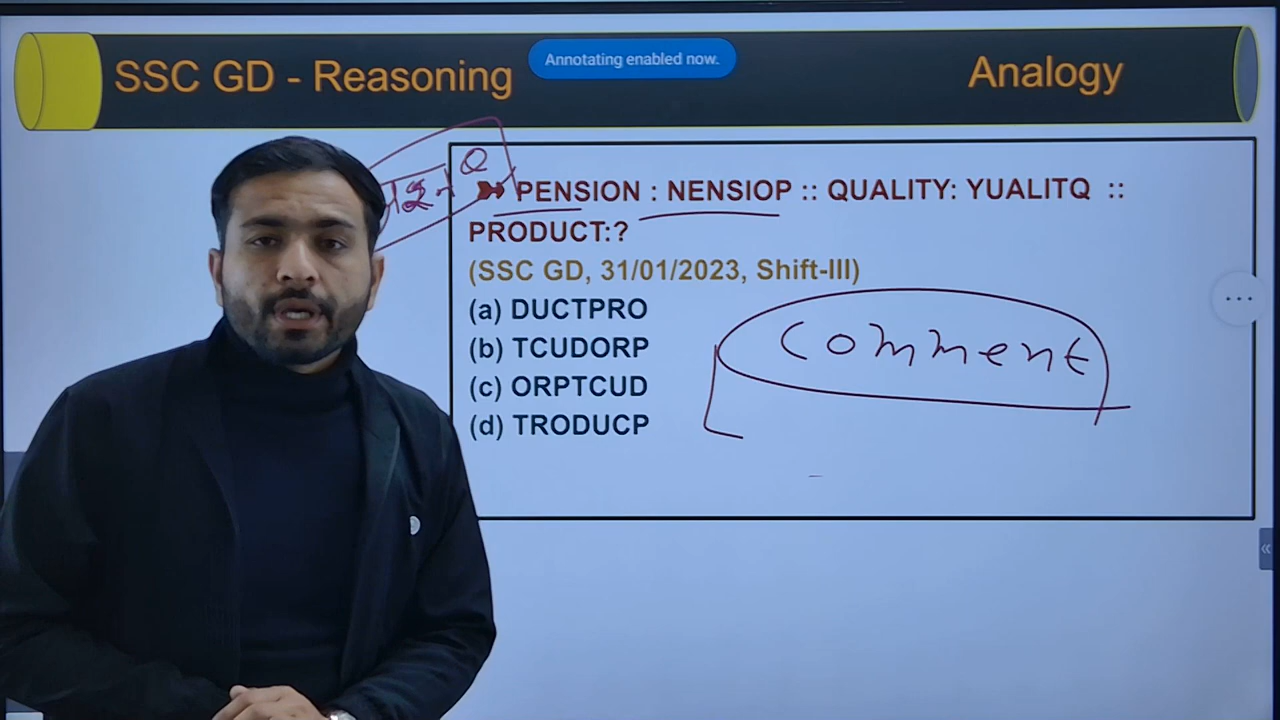 SSC GD - Reasoning
Annotating enabled now.
Analogy
Q
PENSION : NENSIOP :: QUALITY: YUALITQ ::
PRODUCT:?
(SSC GD, 31/01/2023, Shift-III)
(a) DUCTPRO
(b) TCUDORP
(c) ORPTCUD
(d) TRODUCP
Comment